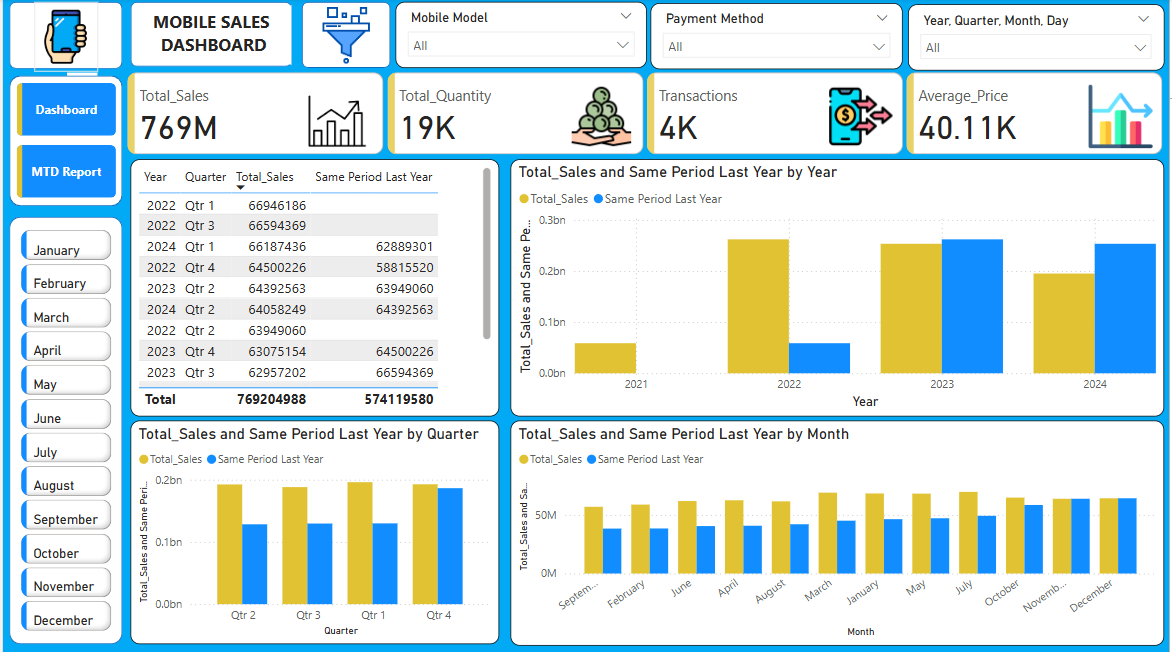 MOBILE SALES
DASHBOARD
Mobile Model
All
Payment Method
All
Year, Quarter, Month, Day
All
Dashboard
MTD Report
Total_Sales
769M
Total_Quantity
19K
Transactions
4K
Average_Price
40.11K
January
February
March
April
May
June
July
August
September
October
November
December
Year Quarter Total_Sales Same Period Last Year
2022 Qtr 1 66946186
2022 Qtr 3 66594369
2024 Qtr 1 66187436 62889301
2022 Qtr 4 64500226 58815520
2023 Qtr 2 64392563 63949060
2024 Qtr 2 64058249 64392563
2022 Qtr 2 63949060
2023 Qtr 4 63075154 64500226
2023 Qtr 3 62957202 66594369
Total 769204988 574119580
Total_Sales and Same Period Last Year by Year
Total_Sales Same Period Last Year
Total_Sales and Same Pe...
0.3bn
0.2bn
0.1bn
0.0bn
2021 2022 2023 2024
Year
Total_Sales and Same Period Last Year by Quarter
Total_Sales Same Period Last Year
Total_Sales and Same Peri...
0.2bn
0.1bn
0.0bn
Qtr 2 Qtr 3 Qtr 1 Qtr 4
Quarter
Total_Sales and Same Period Last Year by Month
Total_Sales Same Period Last Year
Total_Sales and Sa...
50M
0M
Septem... February June April August March January May July October Novemb... December
Month